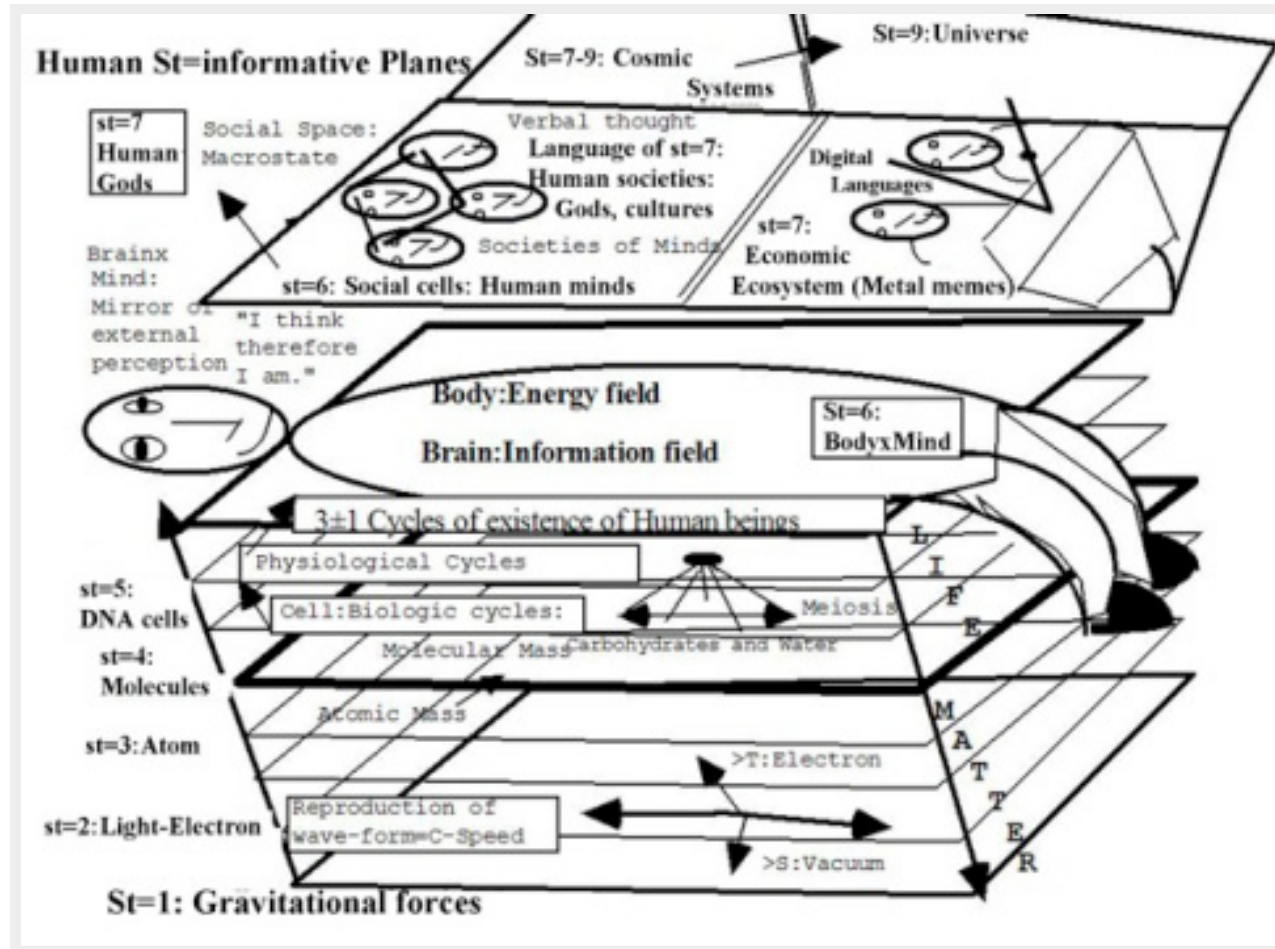 Human St=informative Planes
St=7-9: Cosmic
Systems
St=9:Universe
st=7
Human
Gods
Social Space:
Macrostate
Verbal thought
Language of st=7:
Human societies:
Gods, cultures
Societies of Minds
st=6: Social cells: Human minds
Digital
Languages
st=7:
Economic
Ecosystem (Metal memes)
Brainx
Mind:
Mirror of
external
perception
"I think
therefore
I am."
Body:Energy field
Brain:Information field
St=6:
BodyxMind
3±1 Cycles of existence of Human beings
Physiological Cycles
Cell:Biologic cycles:
Meiosis
Carbohydrates and Water
Molecular Mass
LIFE
st=5:
DNA cells
st=4:
Molecules
Atomic Mass
st=3:Atom
>T:Electron
MATTER
st=2:Light-Electron
Reproduction of
wave-form=C-Speed
>S:Vacuum
St=1: Gravitational forces